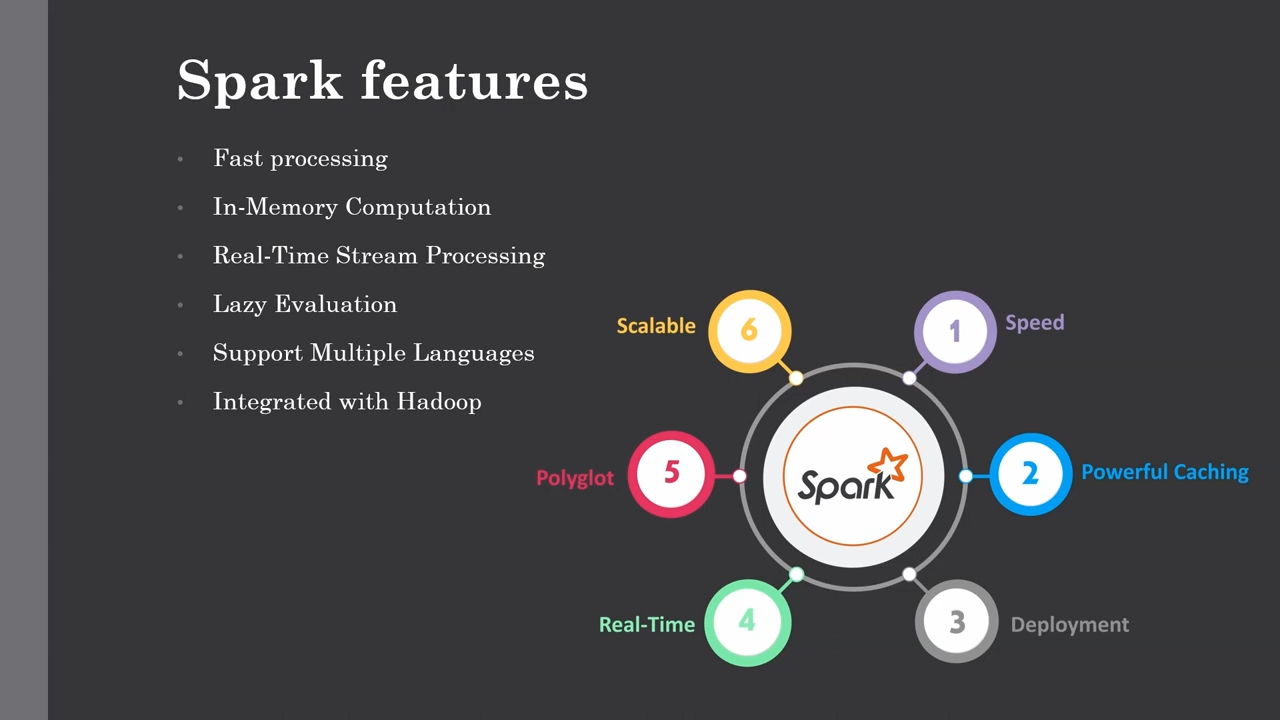 Spark features
• Fast processing
• In-Memory Computation
• Real-Time Stream Processing
• Lazy Evaluation
• Support Multiple Languages
• Integrated with Hadoop
Scalable 6
1 Speed
Polyglot 5
Spark
2 Powerful Caching
Real-Time 4
3 Deployment